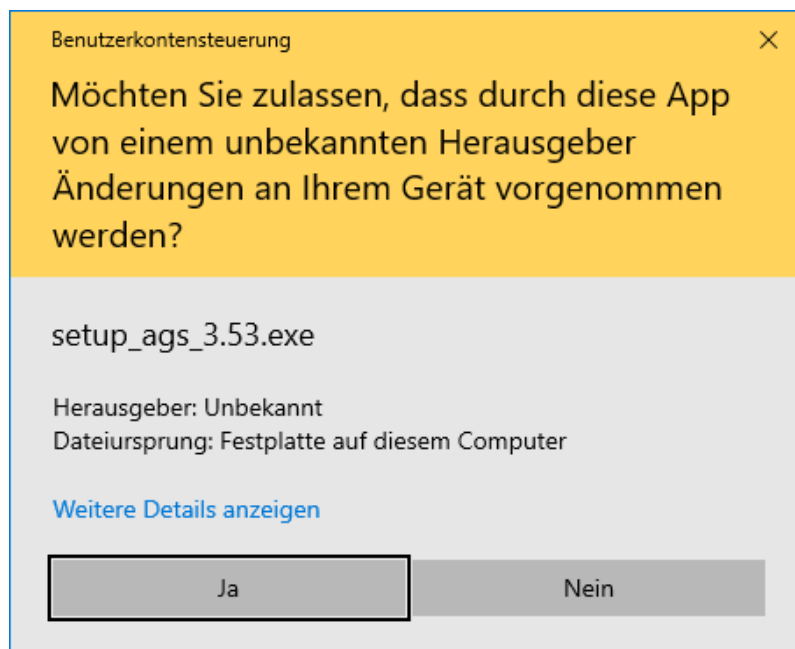 Benutzerkontensteuerung
Möchten Sie zulassen, dass durch diese App
von einem unbekannten Herausgeber
Änderungen an Ihrem Gerät vorgenommen
werden?
setup_ags_3.53.exe
Herausgeber: Unbekannt
Dateiursprung: Festplatte auf diesem Computer
Weitere Details anzeigen
Ja Nein